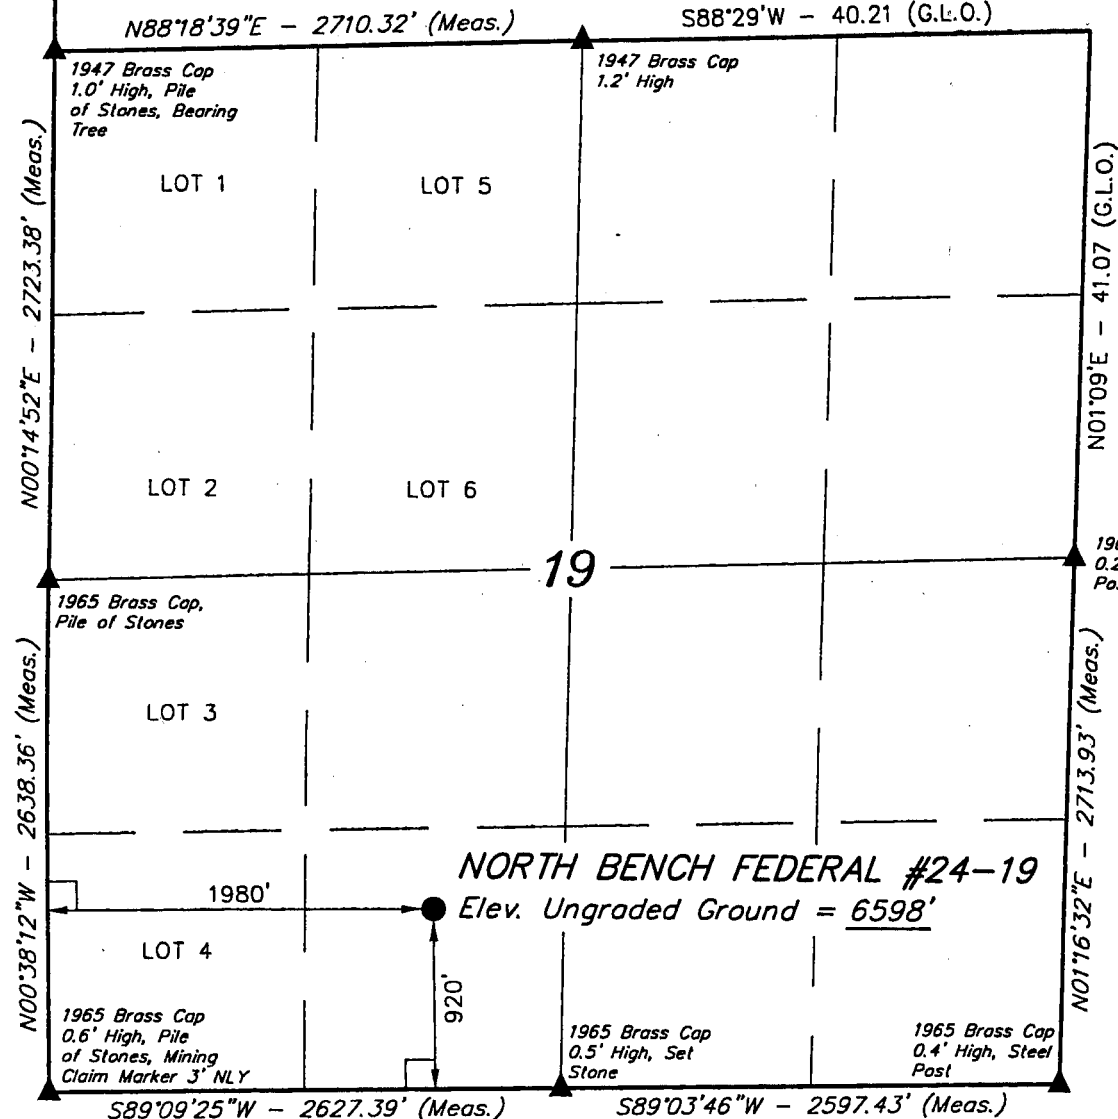 N88°18'39"E - 2710.32' (Meas.)
S88°29'W - 40.21 (G.L.O.)
1947 Brass Cap
1.0' High, Pile
of Stones, Bearing
Tree
1947 Brass Cap
1.2' High
N00°14'52"E - 2723.38' (Meas.)
N01°09'E - 41.07 (G.L.O.)
LOT 1
LOT 5
LOT 2
LOT 6
19
1965 Brass Cap,
Pile of Stones
LOT 3
N00°38'12"W - 2638.36' (Meas.)
N01°16'32"E - 2713.93' (Meas.)
NORTH BENCH FEDERAL #24-19
1980'
Elev. Ungraded Ground = 6598'
LOT 4
920'
1965 Brass Cap
0.6' High, Pile
of Stones, Mining
Claim Marker 3' NLY
1965 Brass Cap
0.5' High, Set
Stone
1965 Brass Cap
0.4' High, Steel
Post
S89°09'25"W - 2627.39' (Meas.)
S89°03'46"W - 2597.43' (Meas.)